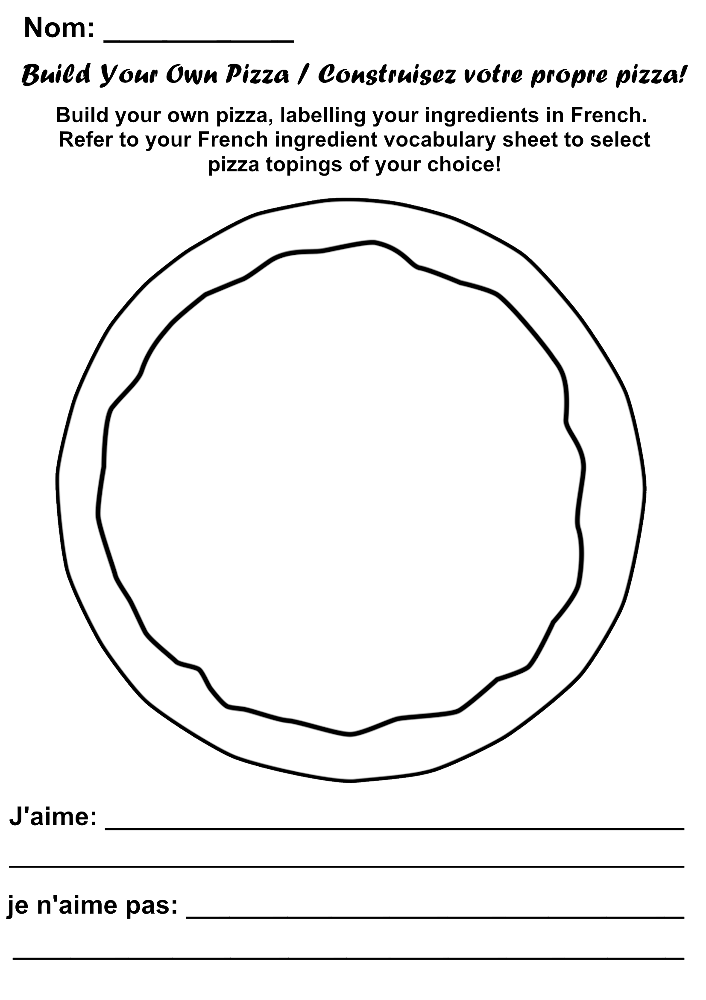 Nom: _____________
Build Your Own Pizza / Construisez votre propre pizza!
Build your own pizza, labelling your ingredients in French.
Refer to your French ingredient vocabulary sheet to select
pizza topings of your choice!
J'aime: ________________________________________
_______________________________________________
je n'aime pas: __________________________________
______________________________________________